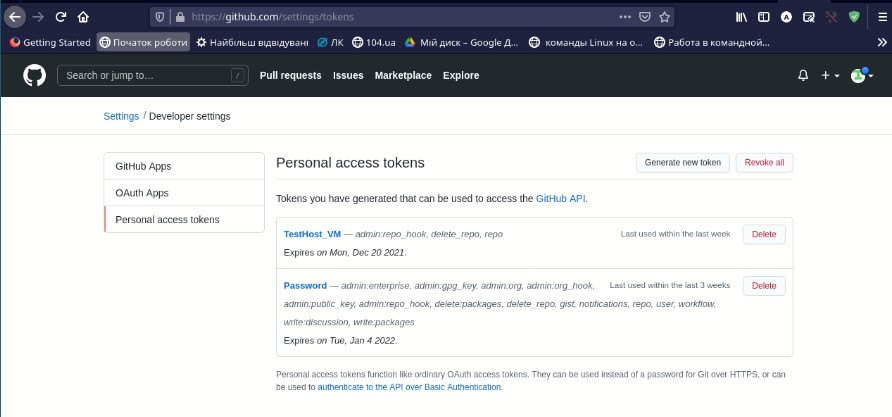 https://github.com/settings/tokens
Getting Started Початок роботи Найбільш відвідувані ЛК 104.ua Мій диск – Google Д... команды Linux на о... Работа в командной...
Search or jump to… / Pull requests Issues Marketplace Explore
Settings / Developer settings
GitHub Apps
OAuth Apps
Personal access tokens
Personal access tokens Generate new token Revoke all
Tokens you have generated that can be used to access the GitHub API.
TestHost_VM — admin:repo_hook, delete_repo, repo Last used within the last week Delete
Expires on Mon, Dec 20 2021.
Password — admin:enterprise, admin:gpg_key, admin:org, admin:org_hook, Last used within the last 3 weeks Delete
admin:public_key, admin:repo_hook, delete:packages, delete_repo, gist, notifications, repo, user, workflow,
write:discussion, write:packages
Expires on Tue, Jan 4 2022.
Personal access tokens function like ordinary OAuth access tokens. They can be used instead of a password for Git over HTTPS, or can
be used to authenticate to the API over Basic Authentication.